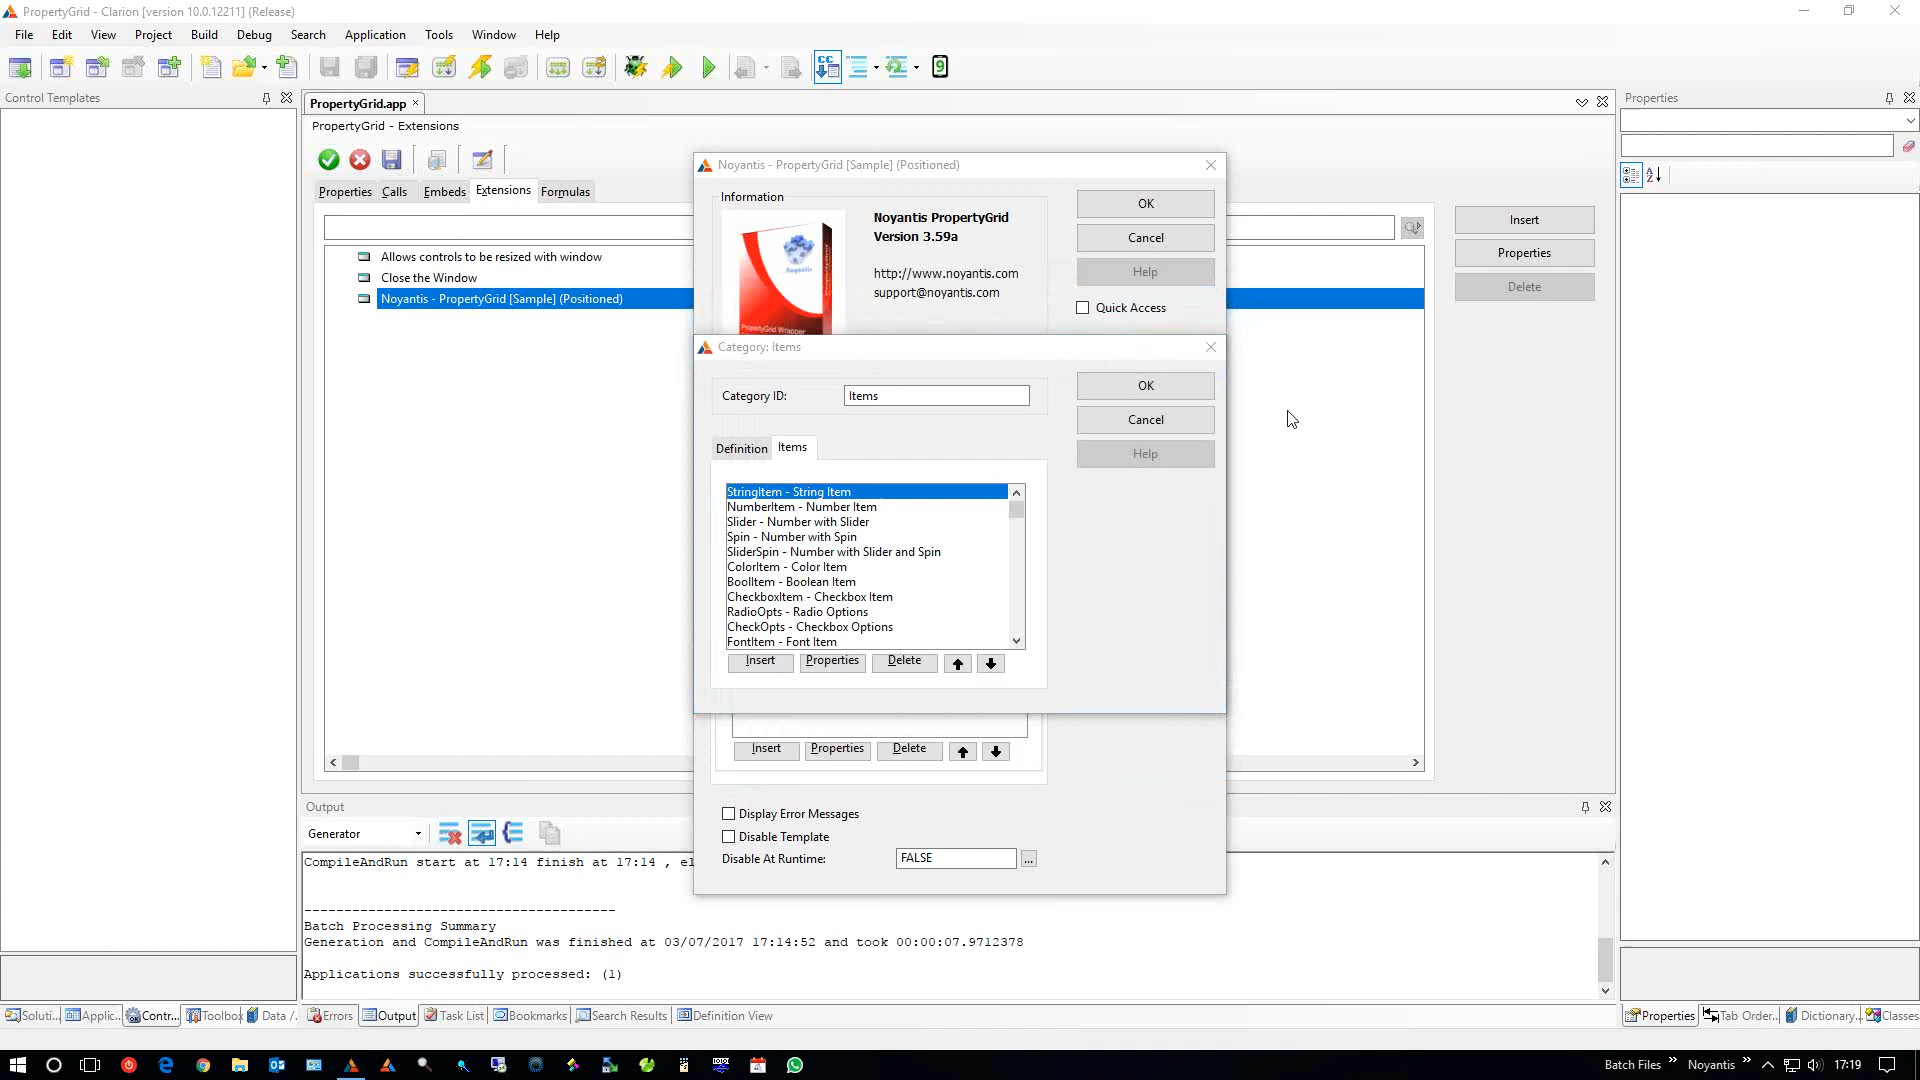 PropertyGrid - Clarion [version 10.0.12211] (Release)
File Edit View Project Build Debug Search Application Tools Window Help
Control Templates
PropertyGrid.app
PropertyGrid - Extensions
Properties Calls Embeds Extensions Formulas
Allows controls to be resized with window
Close the Window
Noyantis - PropertyGrid [Sample] (Positioned)
Insert
Properties
Delete
Properties
Noyantis - PropertyGrid [Sample] (Positioned)
Information
Noyantis
PropertyGrid Wrapper
Noyantis PropertyGrid
Version 3.59a
http://www.noyantis.com
support@noyantis.com
OK
Cancel
Help
Quick Access
Category: Items
Category ID: Items
OK
Cancel
Help
Definition Items
StringItem - String Item
NumberItem - Number Item
Slider - Number with Slider
Spin - Number with Spin
SliderSpin - Number with Slider and Spin
ColorItem - Color Item
BoolItem - Boolean Item
CheckboxItem - Checkbox Item
RadioOpts - Radio Options
CheckOpts - Checkbox Options
FontItem - Font Item
Insert Properties Delete
Insert Properties Delete
Display Error Messages
Disable Template
Disable At Runtime: FALSE ...
Output
Generator
CompileAndRun start at 17:14 finish at 17:14 , el
--------------------------------------
Batch Processing Summary
Generation and CompileAndRun was finished at 03/07/2017 17:14:52 and took 00:00:07.9712378
Applications successfully processed: (1)
Soluti... Applic... Contr... Toolbox Data /... Errors Output Task List Bookmarks Search Results Definition View Properties Tab Order... Dictionary... Classes
Batch Files Noyantis 17:19